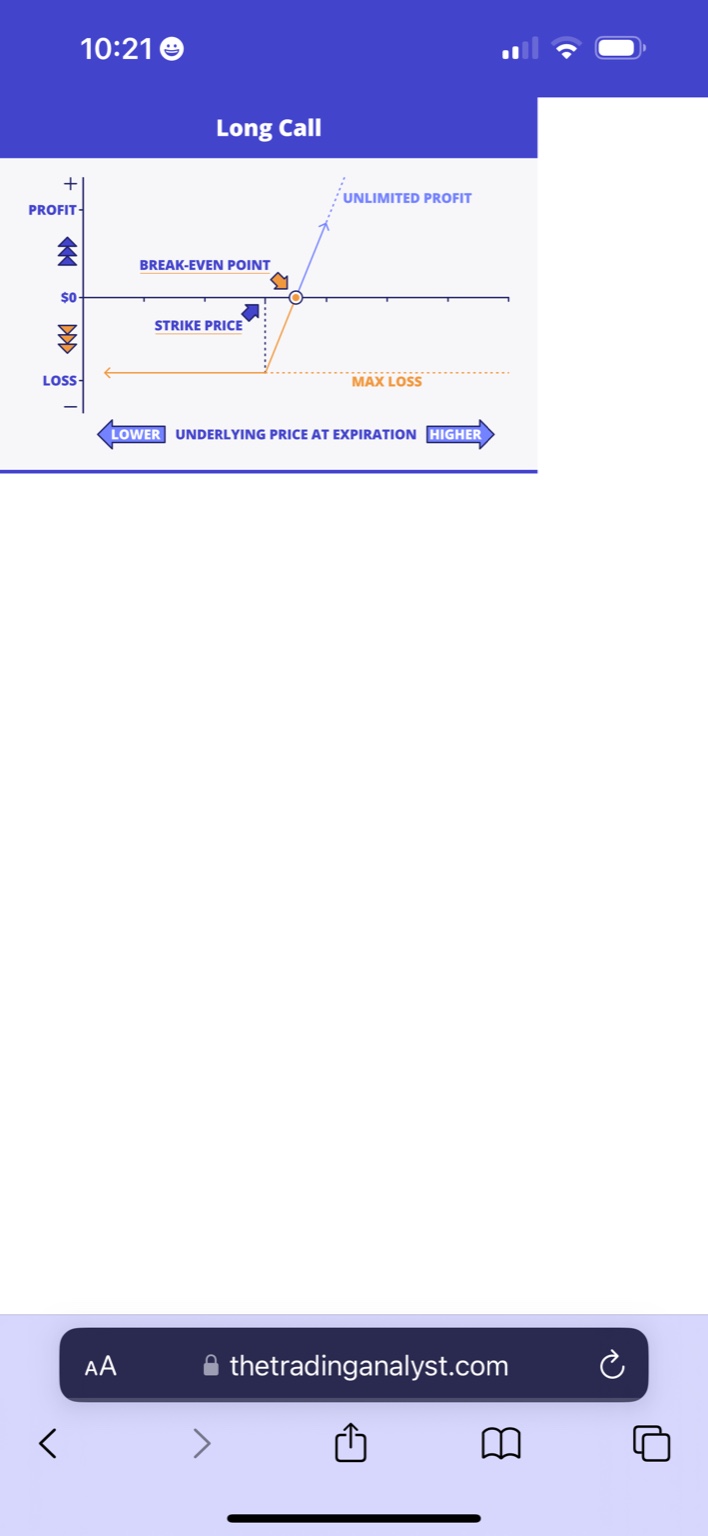 10:21
Long Call
+
PROFIT
UNLIMITED PROFIT
BREAK-EVEN POINT
$0
STRIKE PRICE
LOSS
MAX LOSS
−
LOWER UNDERLYING PRICE AT EXPIRATION HIGHER
AA thetradinganalyst.com